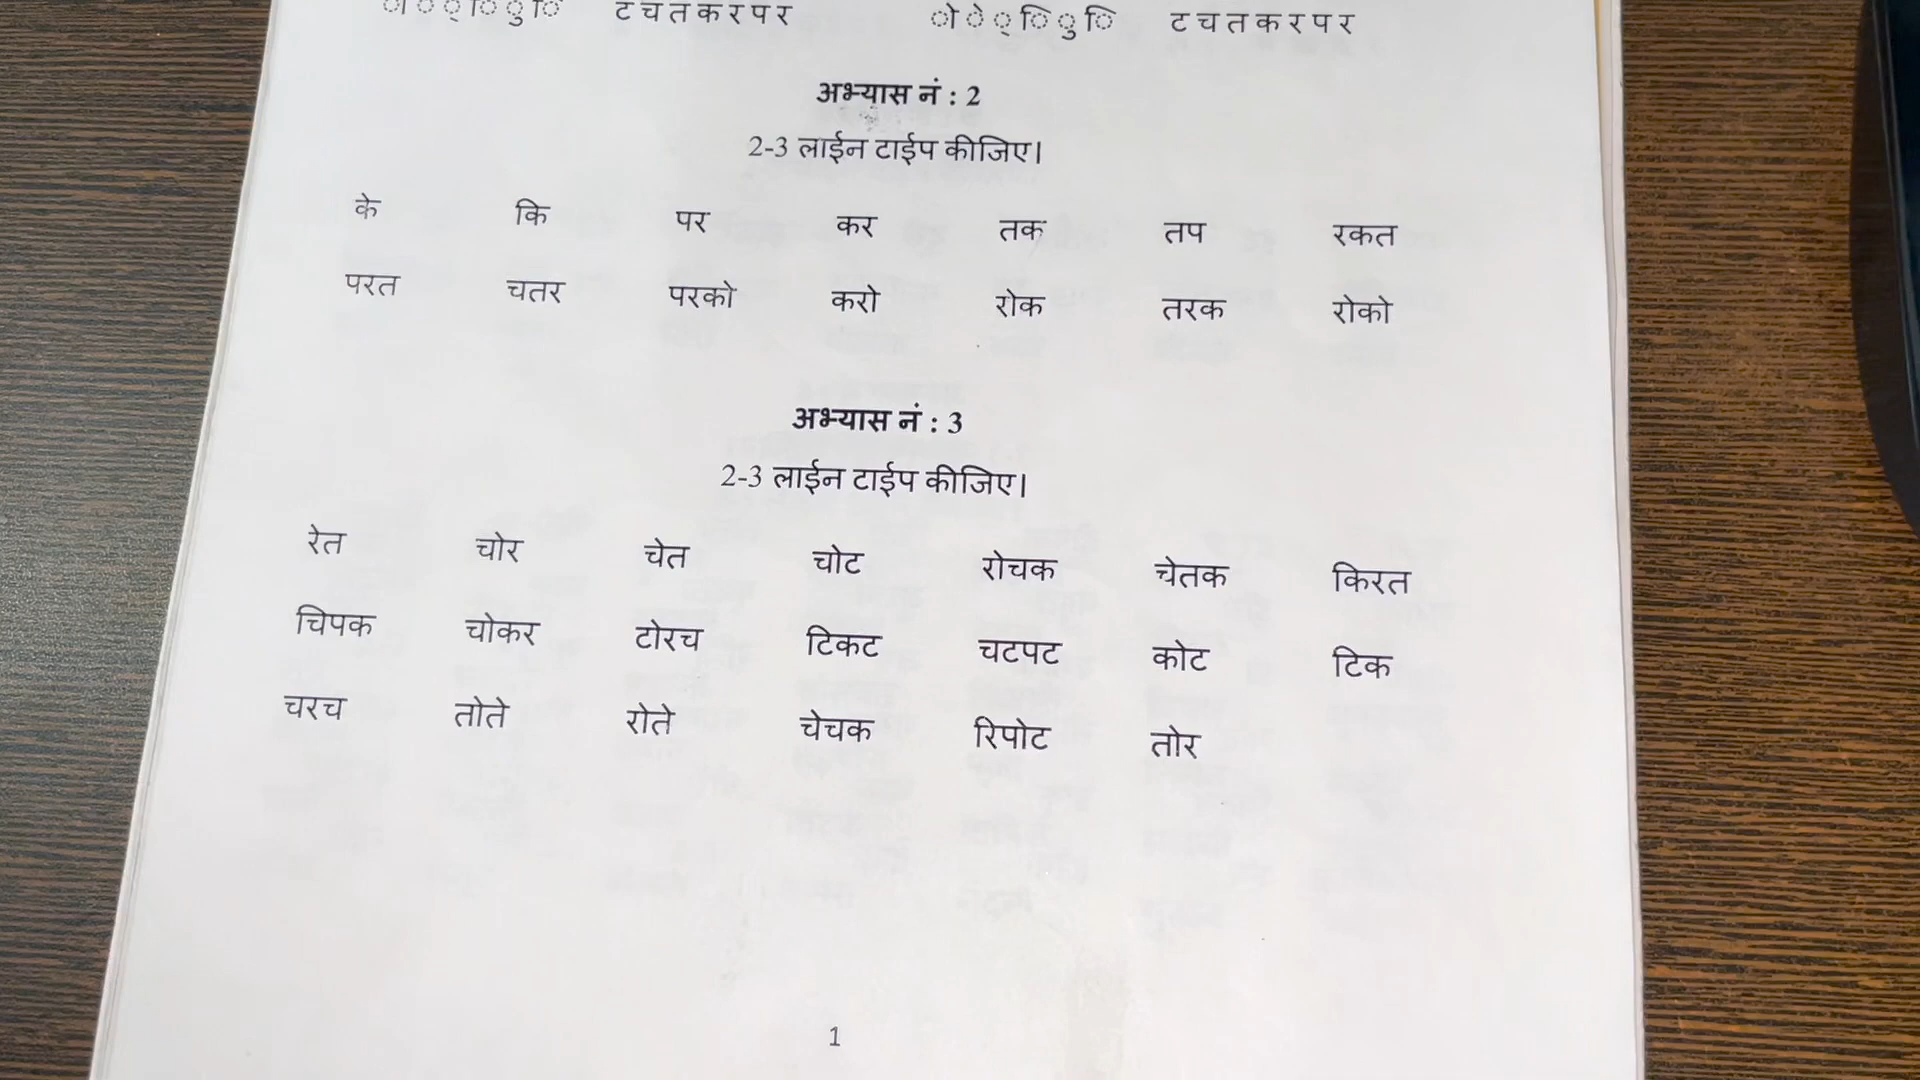 ो े ् ि ु ि ट च त क र प र ो े ् ि ु ि ट च त क र प र
अभ्यास नं : 2
2-3 लाईन टाईप कीजिए।
के कि पर कर तक तप रकत
परत चतर परको करो रोक तरक रोको
अभ्यास नं : 3
2-3 लाईन टाईप कीजिए।
रेत चोर चेत चोट रोचक चेतक किरत
चिपक चोकर टोरच टिकट चटपट कोट टिक
चरच तोते रोते चेचक रिपोट तोर
1